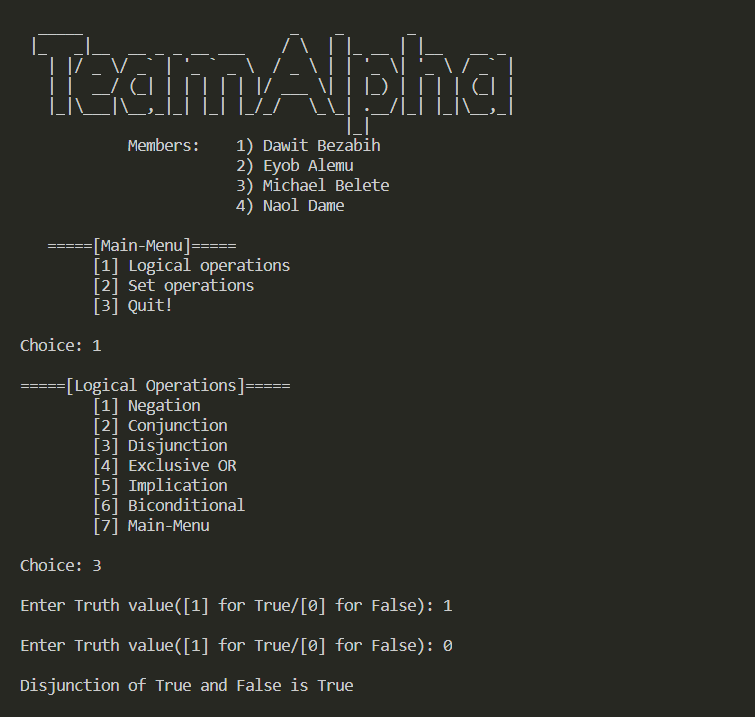 Team Alpha
Members: 1) Dawit Bezabih
2) Eyob Alemu
3) Michael Belete
4) Naol Dame
=====[Main-Menu]=====
[1] Logical operations
[2] Set operations
[3] Quit!
Choice: 1
=====[Logical Operations]=====
[1] Negation
[2] Conjunction
[3] Disjunction
[4] Exclusive OR
[5] Implication
[6] Biconditional
[7] Main-Menu
Choice: 3
Enter Truth value([1] for True/[0] for False): 1
Enter Truth value([1] for True/[0] for False): 0
Disjunction of True and False is True